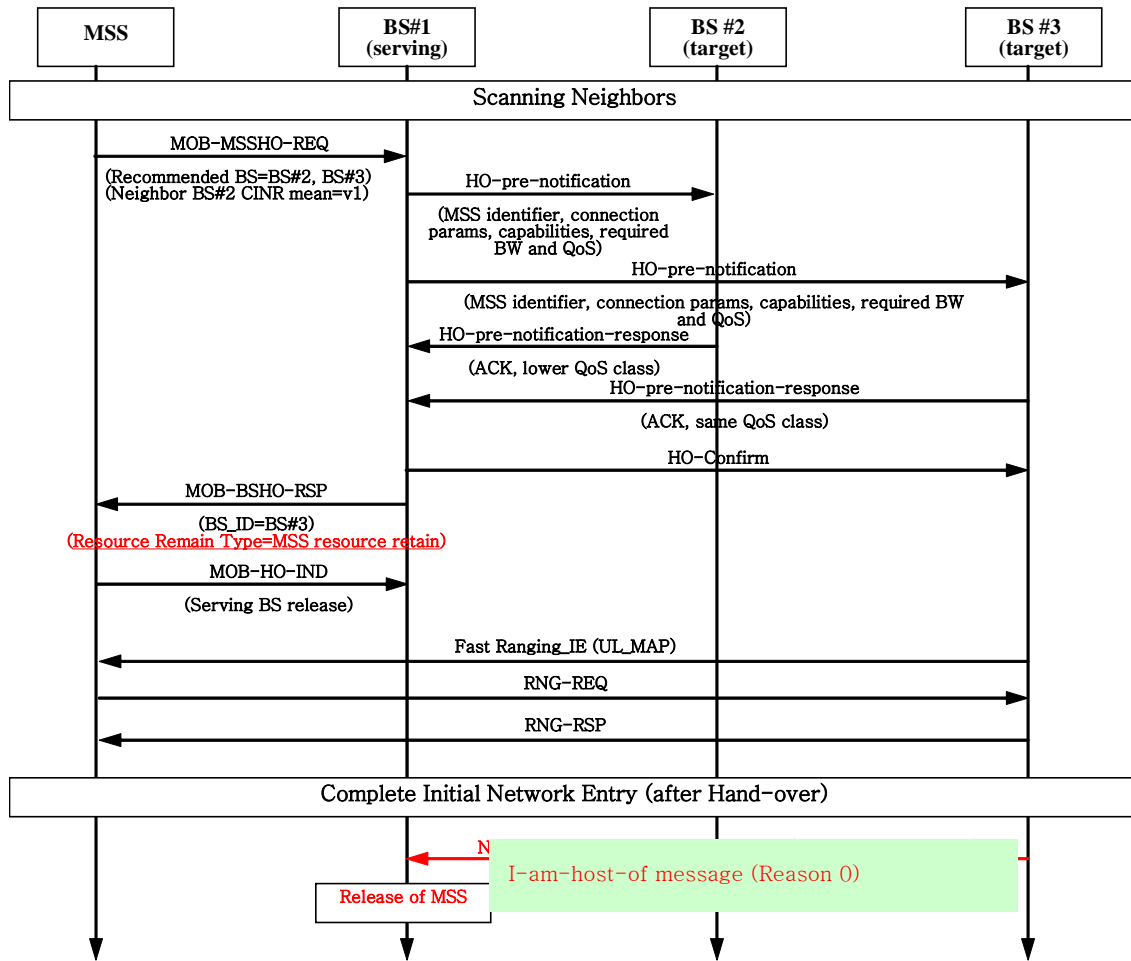 MSS
BS#1
(serving)
BS #2
(target)
BS #3
(target)
Scanning Neighbors
MOB-MSSHO-REQ
(Recommended BS=BS#2, BS#3)
(Neighbor BS#2 CINR mean=v1)
HO-pre-notification
(MSS identifier, connection
params, capabilities, required
BW and QoS)
HO-pre-notification
(MSS identifier, connection params, capabilities, required BW
and QoS)
HO-pre-notification-response
(ACK, lower QoS class)
HO-pre-notification-response
(ACK, same QoS class)
HO-Confirm
MOB-BSHO-RSP
(BS_ID=BS#3)
(Resource Remain Type=MSS resource retain)
MOB-HO-IND
(Serving BS release)
Fast Ranging_IE (UL_MAP)
RNG-REQ
RNG-RSP
Complete Initial Network Entry (after Hand-over)
I-am-host-of message (Reason 0)
Release of MSS